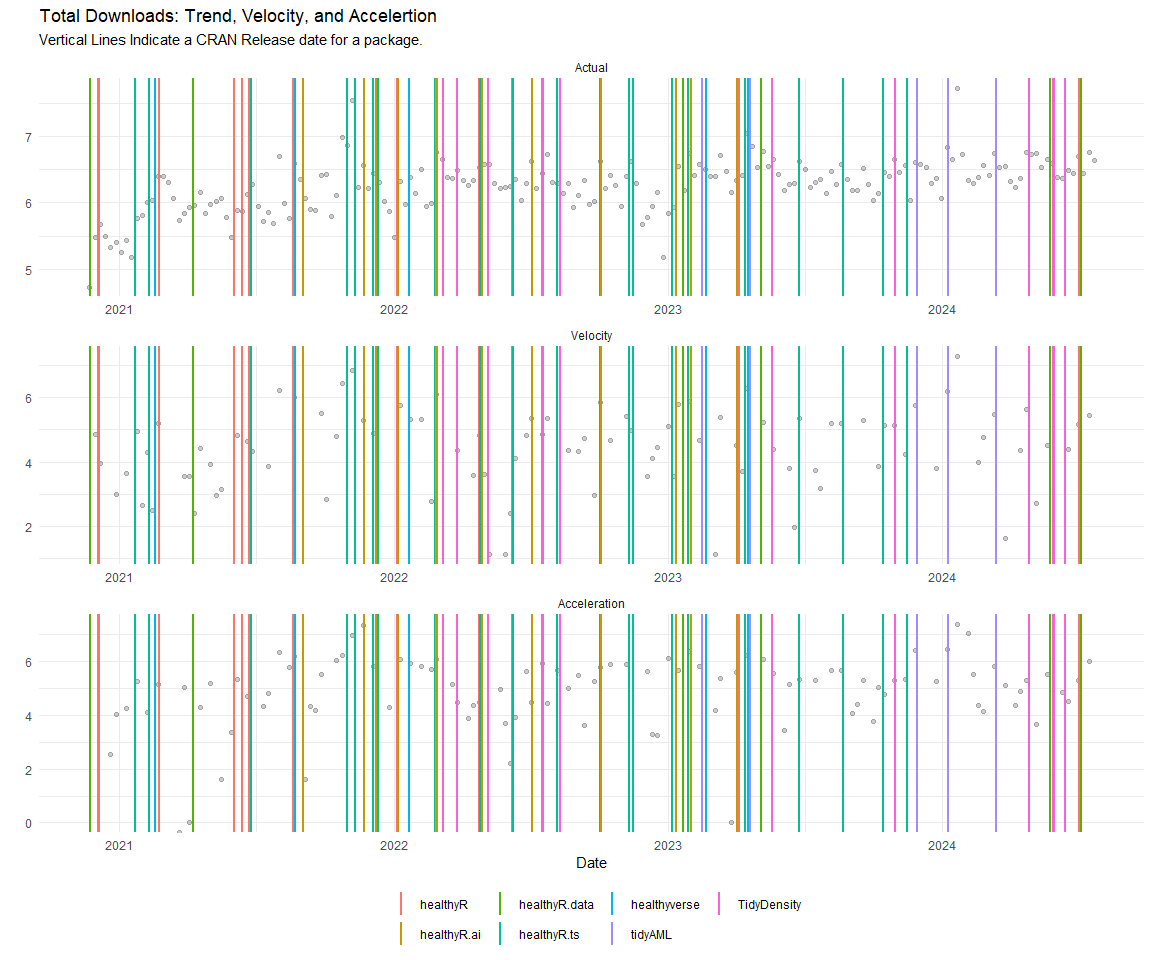 Total Downloads: Trend, Velocity, and Accelertion
Vertical Lines Indicate a CRAN Release date for a package.
Actual
7
6
5
2021 2022 2023 2024
Velocity
6
4
2
2021 2022 2023 2024
Acceleration
6
4
2
0
2021 2022 2023 2024
Date
healthyR healthyR.data healthyverse TidyDensity
healthyR.ai healthyR.ts tidyAML